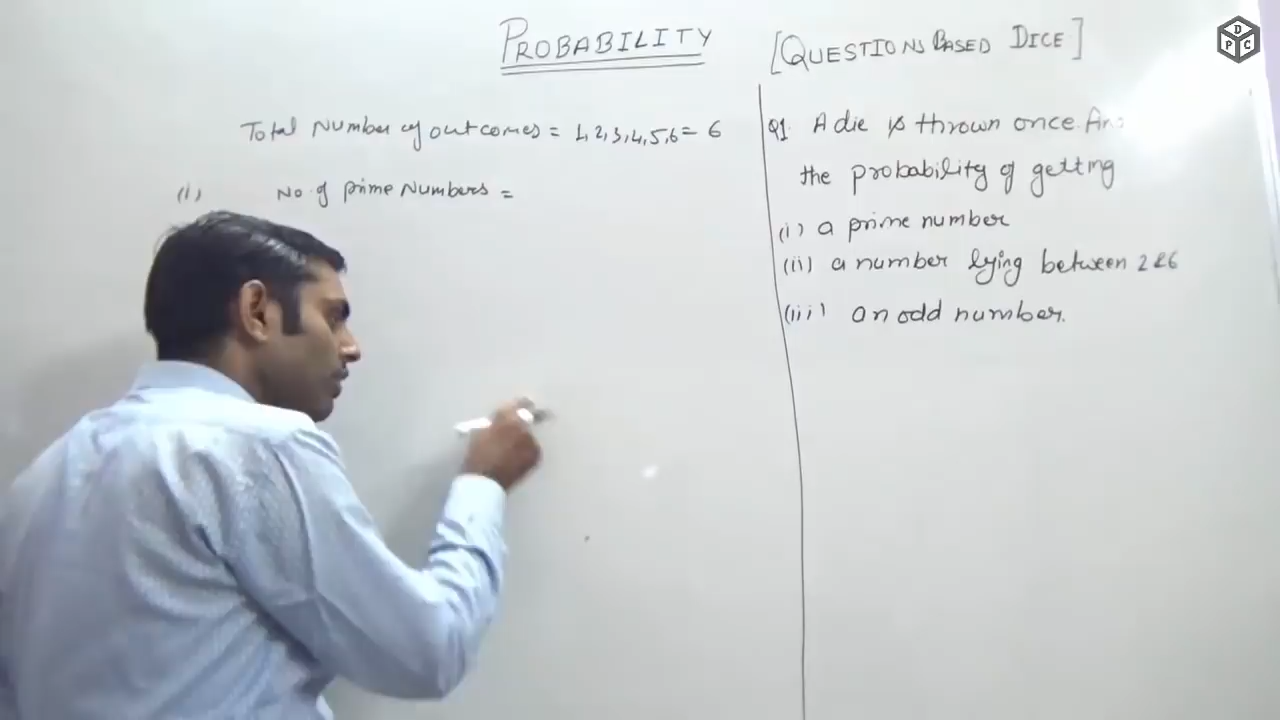 PROBABILITY [QUESTIONS BASED DICE]
Total Number of outcomes = 1,2,3,4,5,6 = 6
(i) No. of prime Numbers =
Q1. A die is thrown once.
the probability of getting
(i) a prime number
(ii) a number lying between 2 & 6
(iii) an odd number.
D
P C